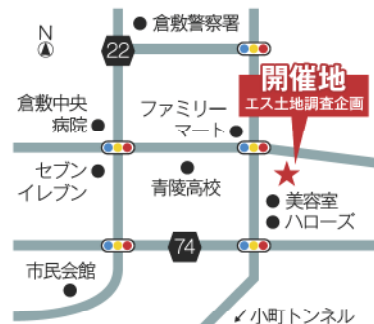 N
22
倉敷警察署
開催地
エス土地調査企画
倉敷中央
病院
ファミリー
マート
セブン
イレブン
青陵高校
美容室
ハローズ
74
市民会館
小町トンネル